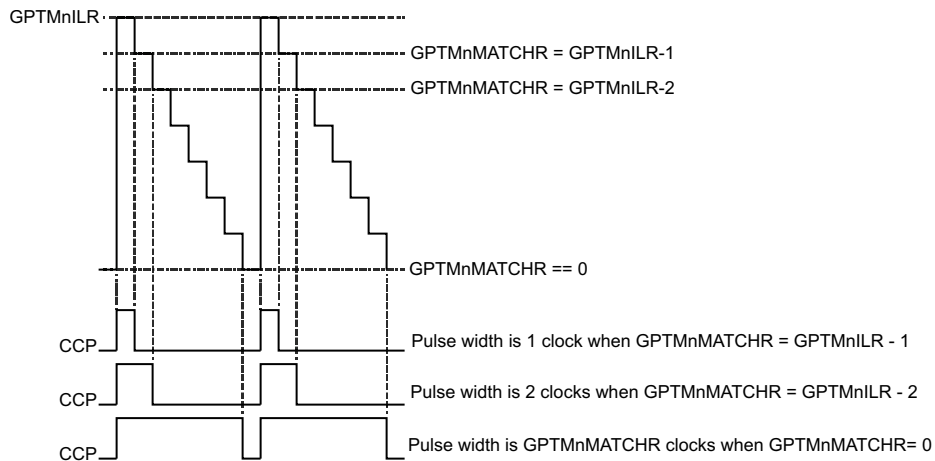 GPTMnILR
GPTMnMATCHR = GPTMnILR-1
GPTMnMATCHR = GPTMnILR-2
GPTMnMATCHR == 0
CCP
Pulse width is 1 clock when GPTMnMATCHR = GPTMnILR - 1
CCP
Pulse width is 2 clocks when GPTMnMATCHR = GPTMnILR - 2
CCP
Pulse width is GPTMnMATCHR clocks when GPTMnMATCHR= 0